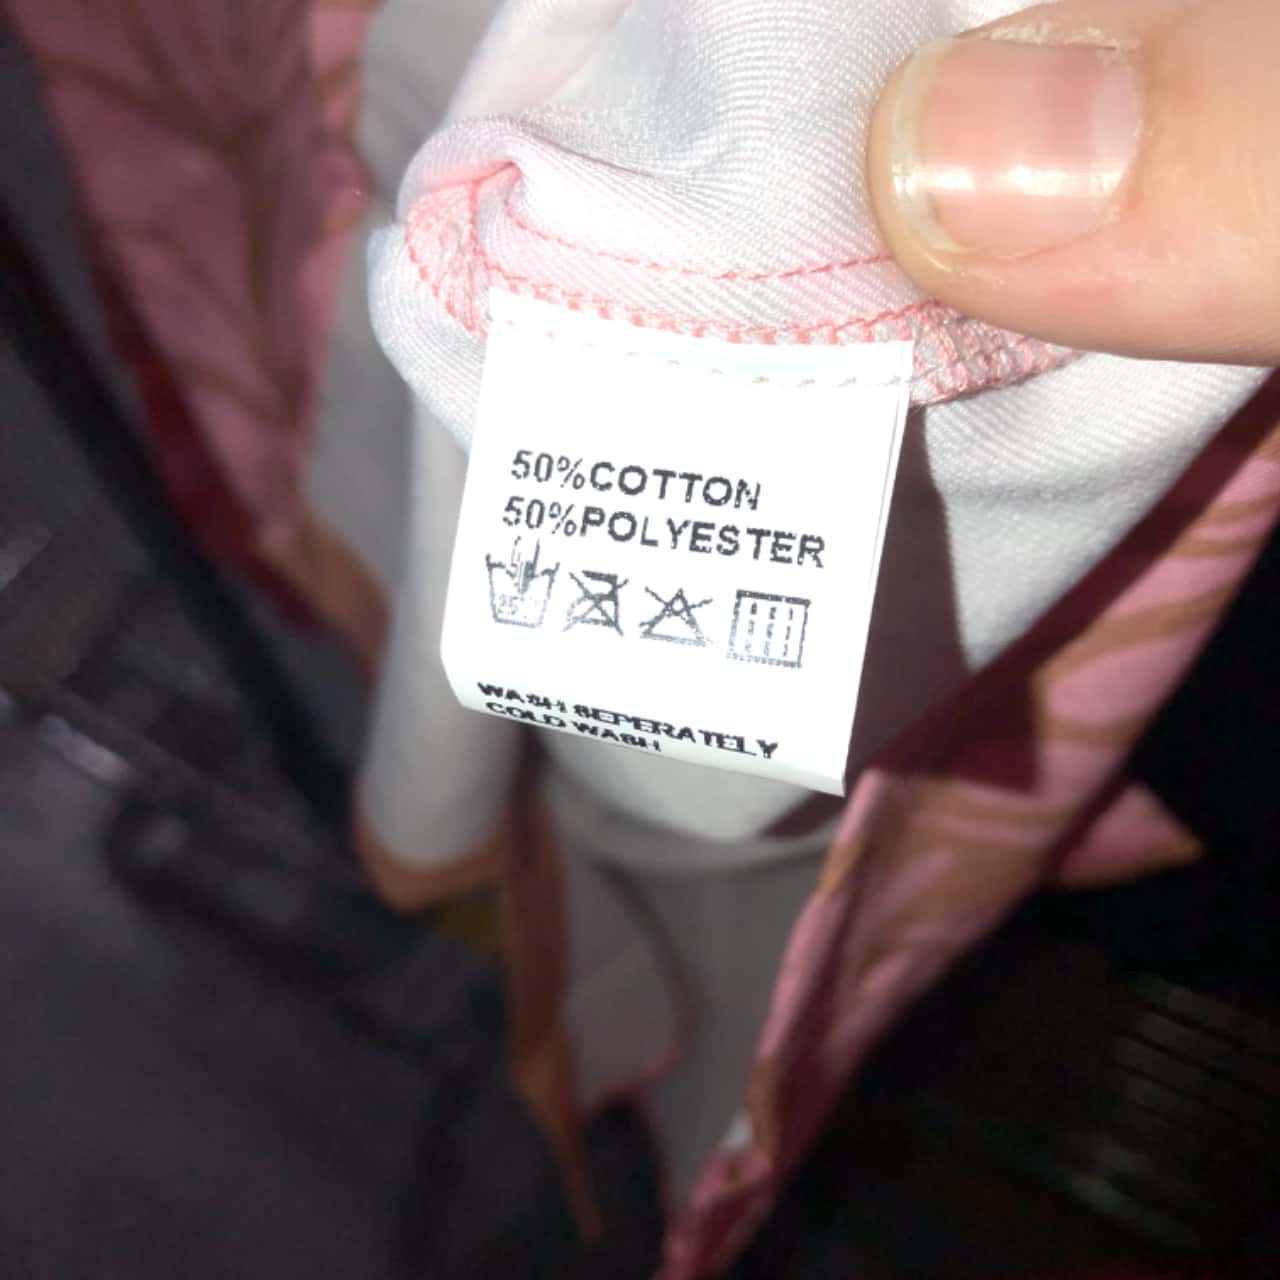 50%COTTON
50%POLYESTER
WASH SEPERATELY
COLD WASH